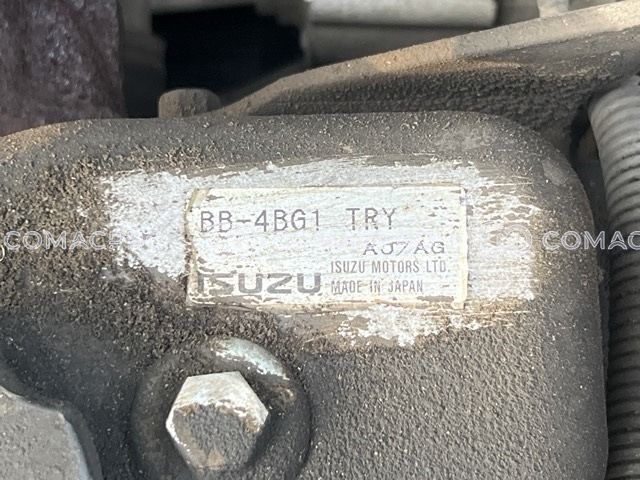 BB-4BG1 TRY
AJ7AG
ISUZU MOTORS LTD.
ISUZU MADE IN JAPAN
COMACH
COMACH